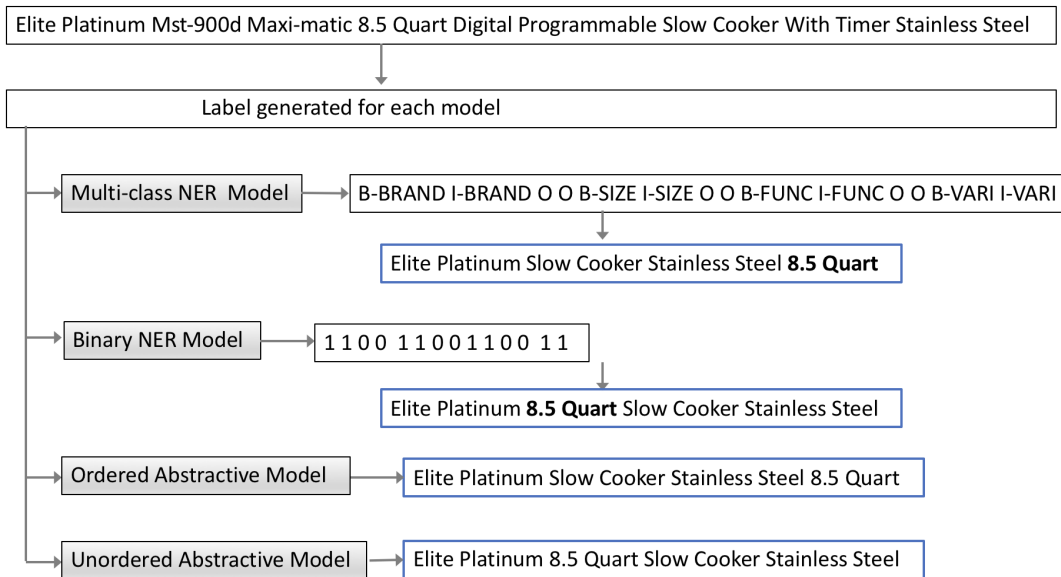 Elite Platinum Mst-900d Maxi-matic 8.5 Quart Digital Programmable Slow Cooker With Timer Stainless Steel
Label generated for each model
Multi-class NER Model
B-BRAND I-BRAND O O B-SIZE I-SIZE O O B-FUNC I-FUNC O O B-VARI I-VARI
Elite Platinum Slow Cooker Stainless Steel 8.5 Quart
Binary NER Model
1 1 0 0 1 1 0 0 1 1 0 0 1 1
Elite Platinum 8.5 Quart Slow Cooker Stainless Steel
Ordered Abstractive Model
Elite Platinum Slow Cooker Stainless Steel 8.5 Quart
Unordered Abstractive Model
Elite Platinum 8.5 Quart Slow Cooker Stainless Steel